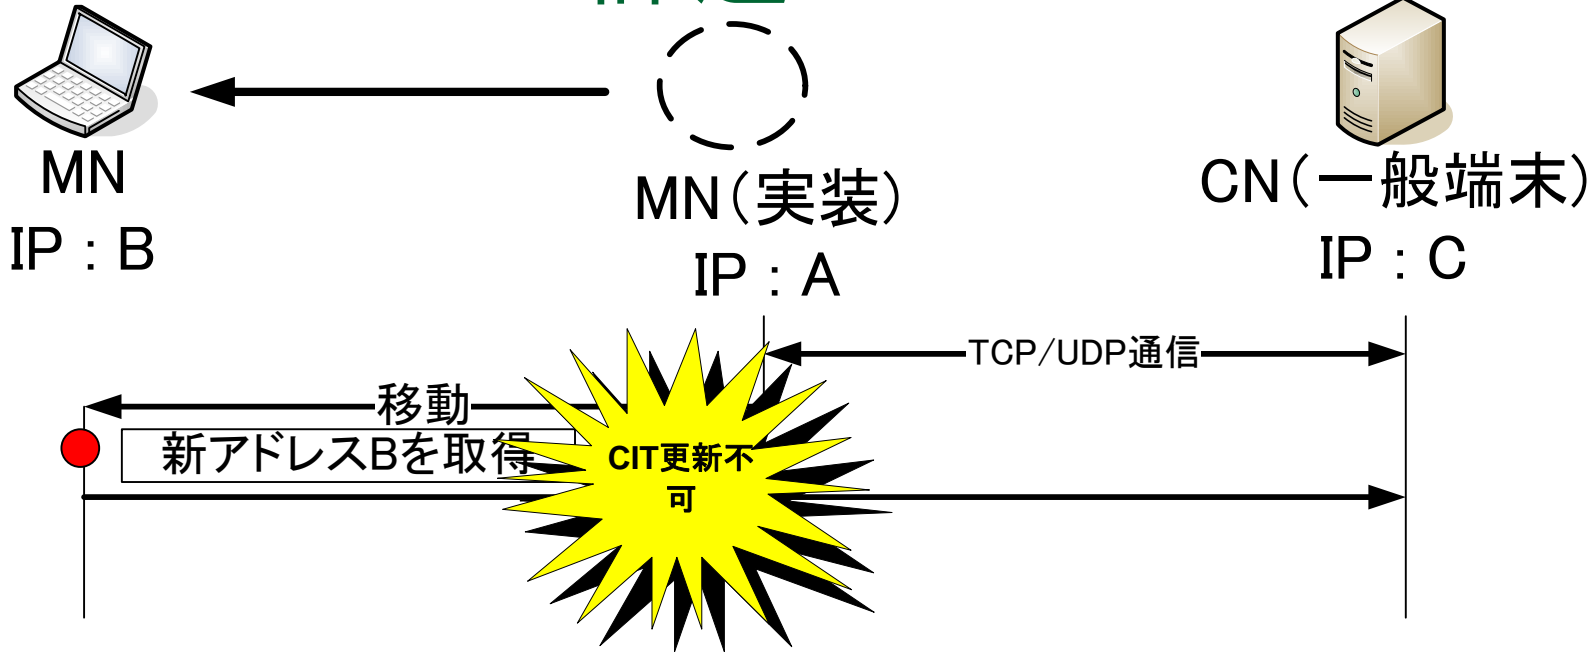 MN
IP:B
MN(実装)
IP:A
CN(一般端末)
IP:C
TCP/UDP通信
移動
新アドレスBを取得
CIT更新不
可